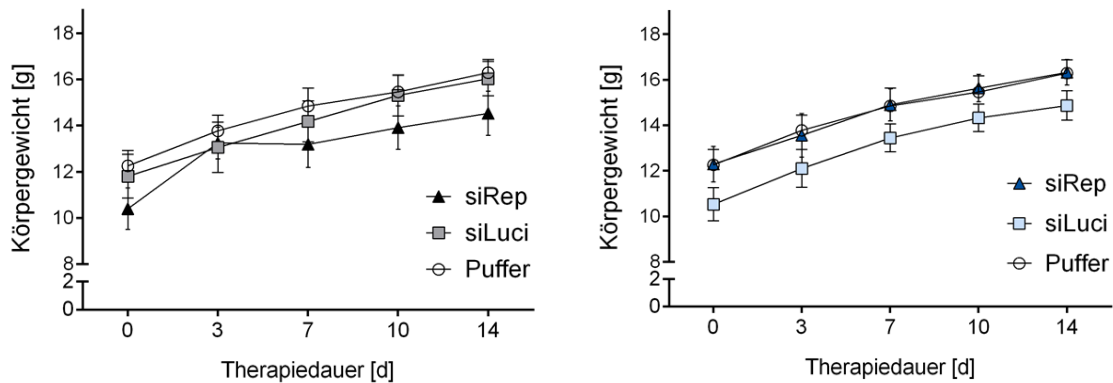 Körpergewicht [g]
18
16
14
12
10
8
2
0
0 3 7 10 14
Therapiedauer [d]
siRep
siLuci
Puffer
Körpergewicht [g]
18
16
14
12
10
8
2
0
0 3 7 10 14
Therapiedauer [d]
siRep
siLuci
Puffer